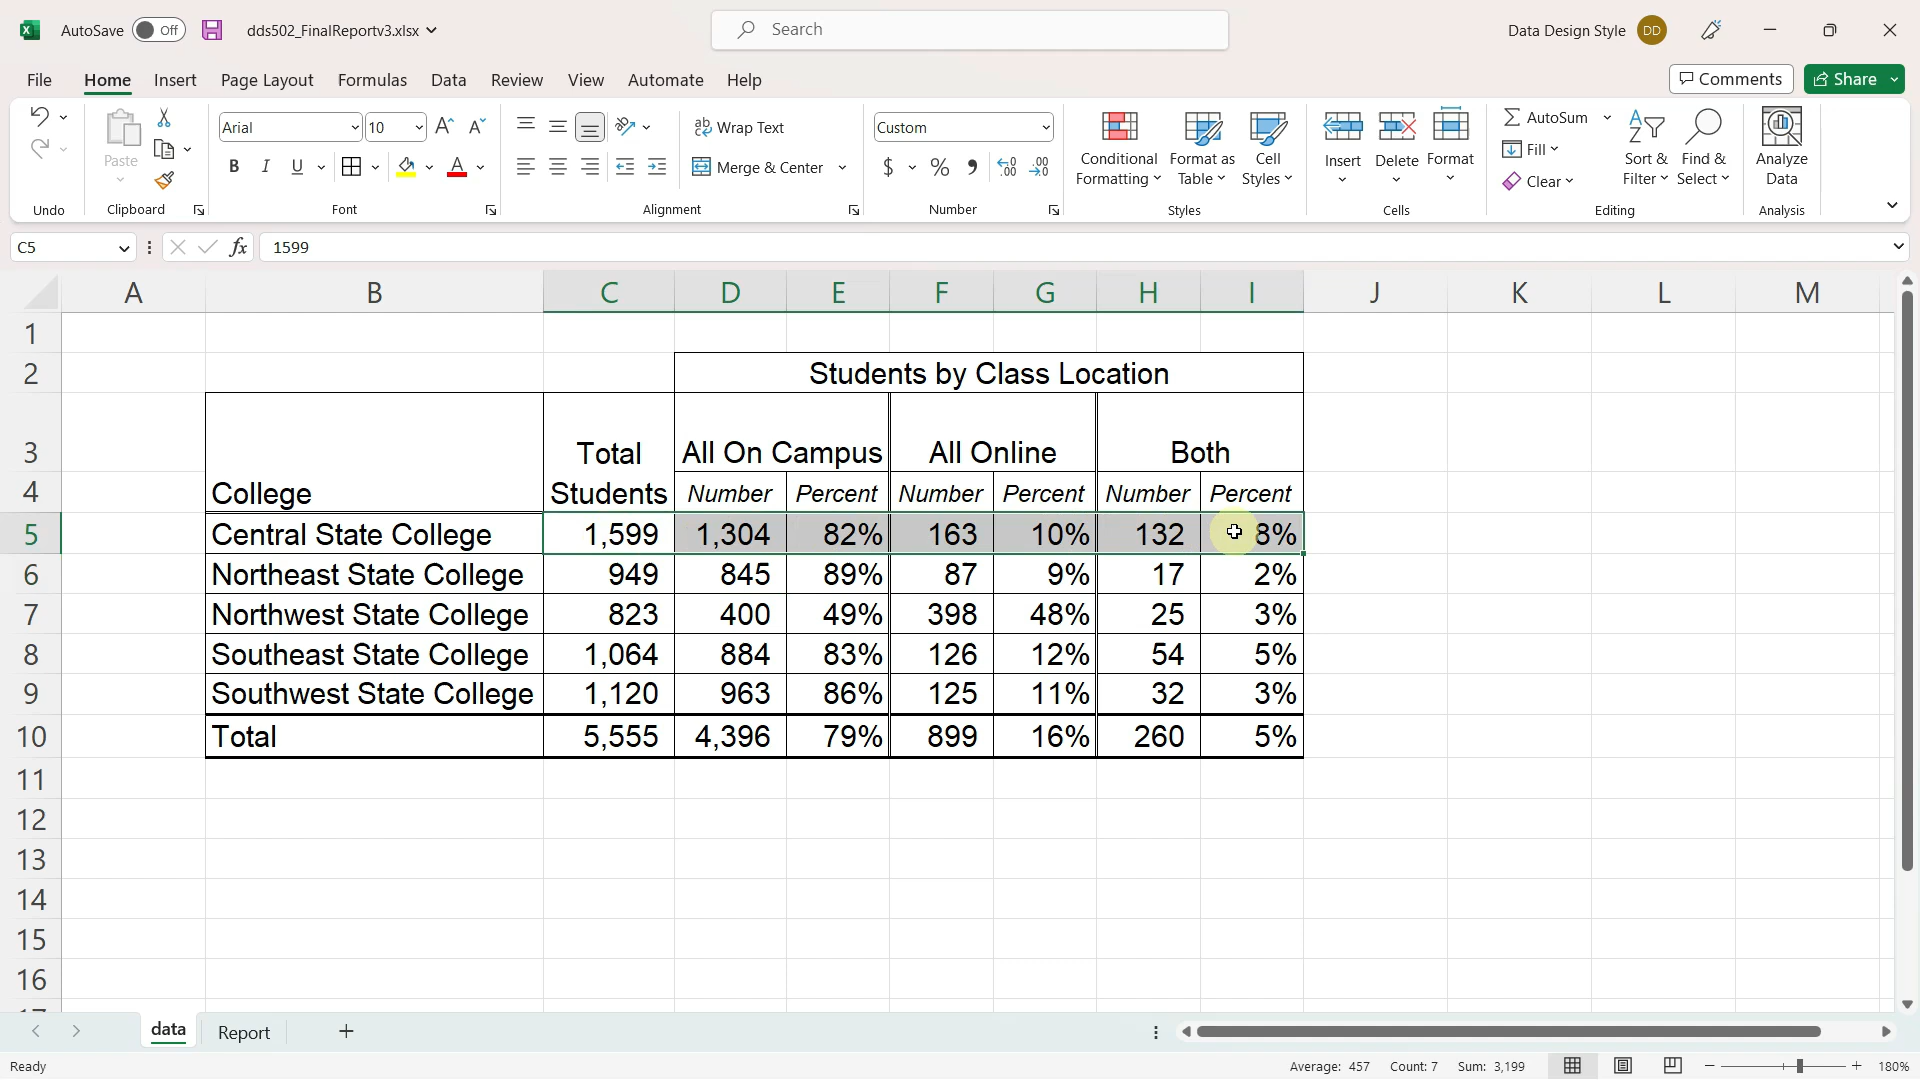 AutoSave Off dds502_FinalReportv3.xlsx Search Data Design Style DD
File Home Insert Page Layout Formulas Data Review View Automate Help Comments Share
Arial 10 Wrap Text Custom AutoSum
Paste B I U A Merge & Center $ % Conditional Formatting Format as Table Cell Styles Insert Delete Format Fill Sort & Filter Find & Select Analyze Data
Clear
Undo Clipboard Font Alignment Number Styles Cells Editing Analysis
C5 fx 1599
A B C D E F G H I J K L M
1
2 Students by Class Location
3 Total All On Campus All Online Both
4 College Students Number Percent Number Percent Number Percent
5 Central State College 1,599 1,304 82% 163 10% 132 8%
6 Northeast State College 949 845 89% 87 9% 17 2%
7 Northwest State College 823 400 49% 398 48% 25 3%
8 Southeast State College 1,064 884 83% 126 12% 54 5%
9 Southwest State College 1,120 963 86% 125 11% 32 3%
10 Total 5,555 4,396 79% 899 16% 260 5%
11
12
13
14
15
16
data Report
Ready Average: 457 Count: 7 Sum: 3,199 180%